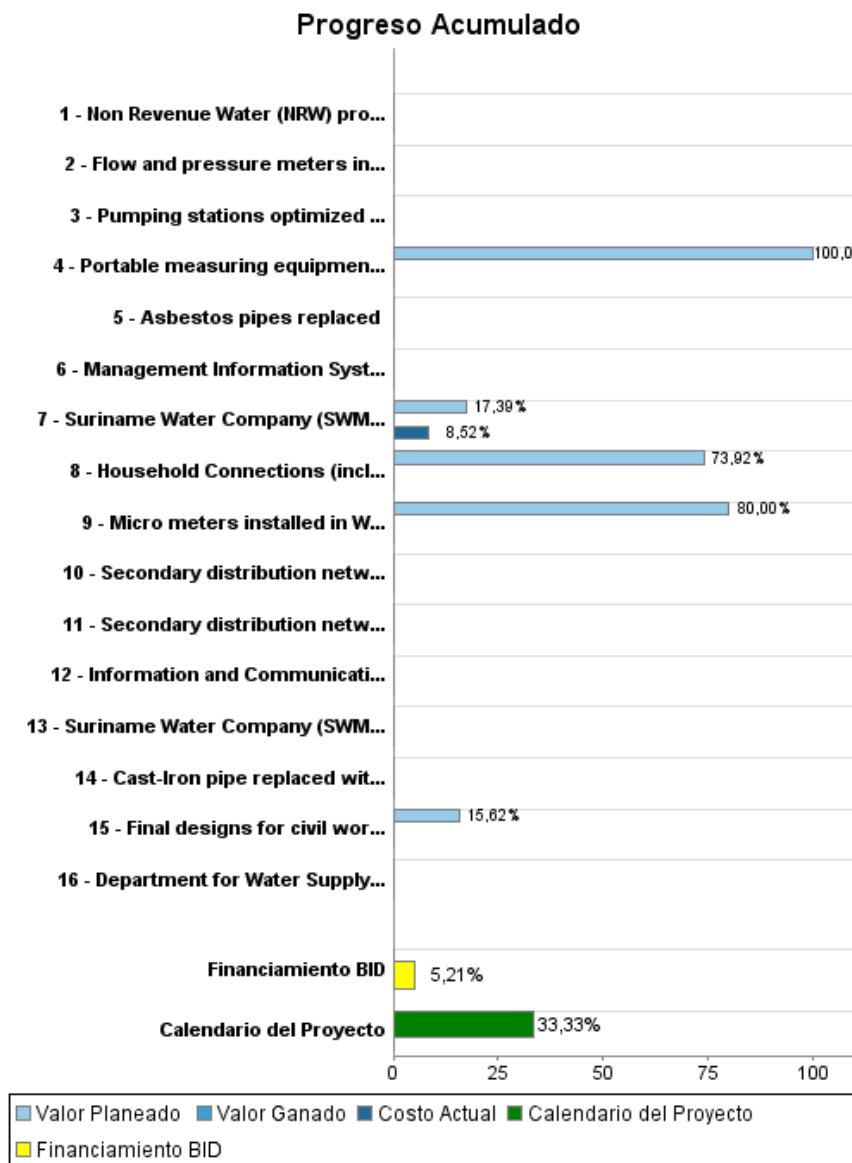 Progreso Acumulado
1 - Non Revenue Water (NRW) pro...
2 - Flow and pressure meters in...
3 - Pumping stations optimized ...
4 - Portable measuring equipmen...
100,0
5 - Asbestos pipes replaced
6 - Management Information Syst...
7 - Suriname Water Company (SWM...
17,39%
8,52%
8 - Household Connections (incl...
73,92%
9 - Micro meters installed in W...
80,00%
10 - Secondary distribution netw...
11 - Secondary distribution netw...
12 - Information and Communicati...
13 - Suriname Water Company (SWM...
14 - Cast-Iron pipe replaced wit...
15 - Final designs for civil wor...
15,62%
16 - Department for Water Supply...
Financiamiento BID
5,21%
Calendario del Proyecto
33,33%
0 25 50 75 100
Valor Planeado Valor Ganado Costo Actual Calendario del Proyecto
Financiamiento BID